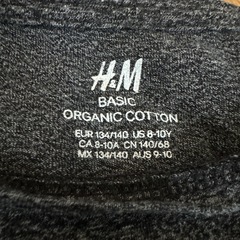 H&M
BASIC
ORGANIC COTTON
EUR 134/140 US 8-10Y
CA 8-10A CN 140/68
MX 134/140 AUS 9-10